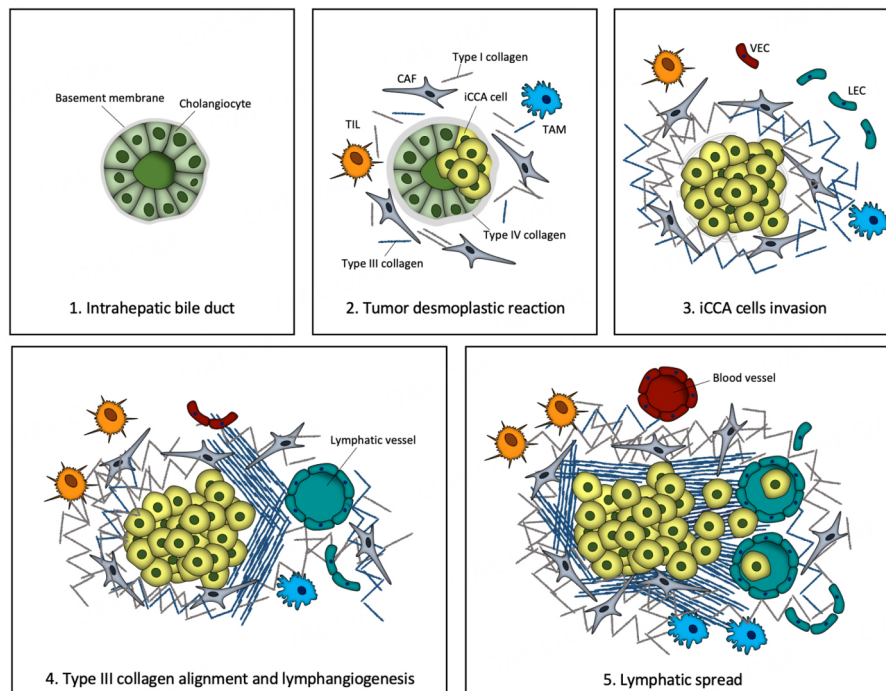 Basement membrane
Cholangiocyte
1. Intrahepatic bile duct
Type I collagen
CAF
iCCA cell
TIL
TAM
Type IV collagen
Type III collagen
2. Tumor desmoplastic reaction
VEC
LEC
3. iCCA cells invasion
Lymphatic vessel
4. Type III collagen alignment and lymphangiogenesis
Blood vessel
5. Lymphatic spread